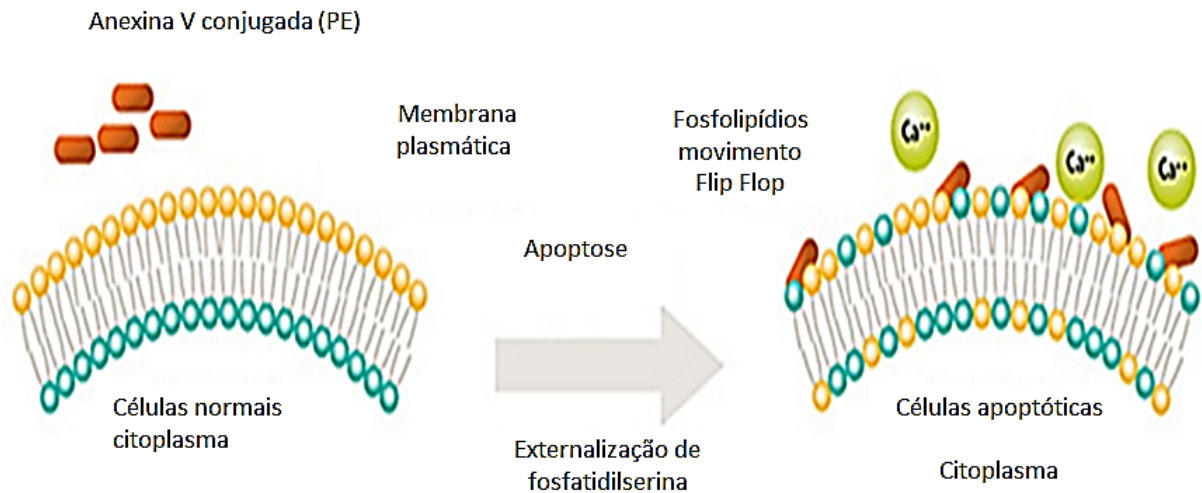 Anexina V conjugada (PE)
Membrana
plasmática
Fosfolipídios
movimento
Flip Flop
Ca••
Ca••
Ca••
Apoptose
Células normais
citoplasma
Células apoptóticas
Externalização de
fosfatidilserina
Citoplasma